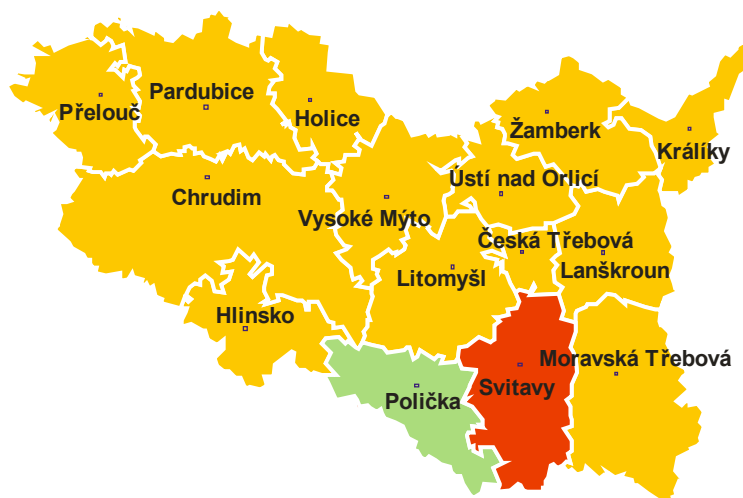 Pardubice
Přelouč
Holice
Žamberk
Králíky
Ústí nad Orlicí
Chrudim
Vysoké Mýto
Česká Třebová
Lanškroun
Litomyšl
Hlinsko
Moravská Třebová
Svitavy
Polička